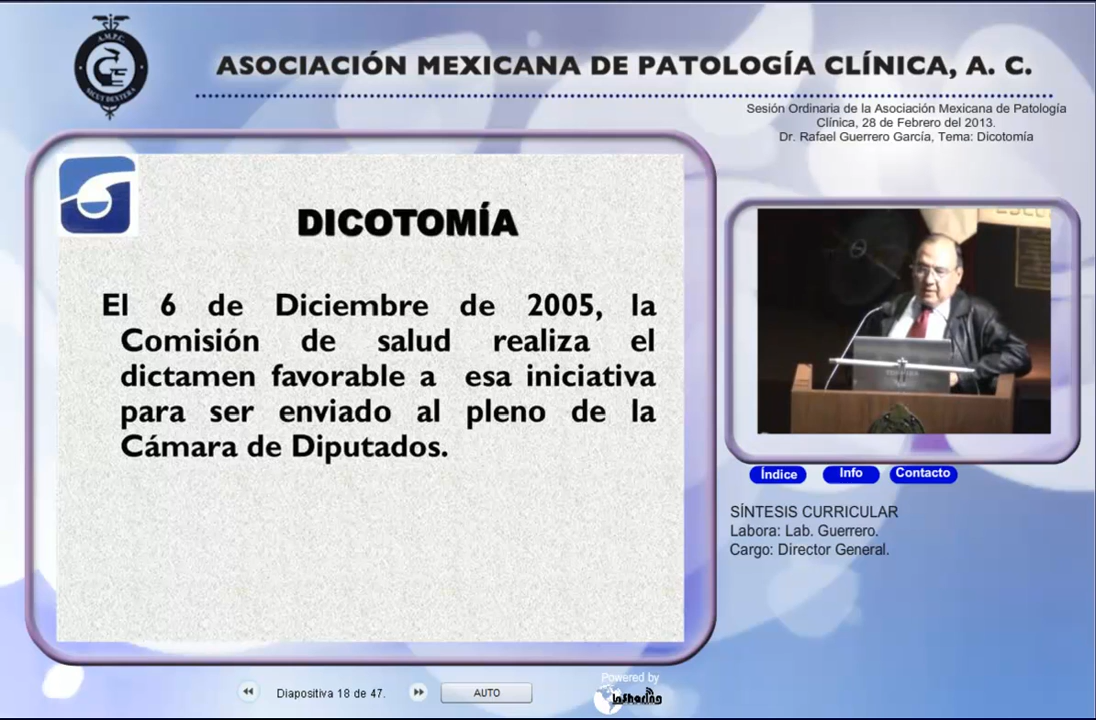 A.M.P.C.
SICUT DEXTERA
ASOCIACIÓN MEXICANA DE PATOLOGÍA CLÍNICA, A. C.
Sesión Ordinaria de la Asociación Mexicana de Patología
Clínica, 28 de Febrero del 2013.
Dr. Rafael Guerrero García, Tema: Dicotomía
DICOTOMÍA
El 6 de Diciembre de 2005, la
Comisión de salud realiza el
dictamen favorable a esa iniciativa
para ser enviado al pleno de la
Cámara de Diputados.
Índice Info Contacto
SÍNTESIS CURRICULAR
Labora: Lab. Guerrero.
Cargo: Director General.
Diapositiva 18 de 47.
AUTO
Powered by
InSharing